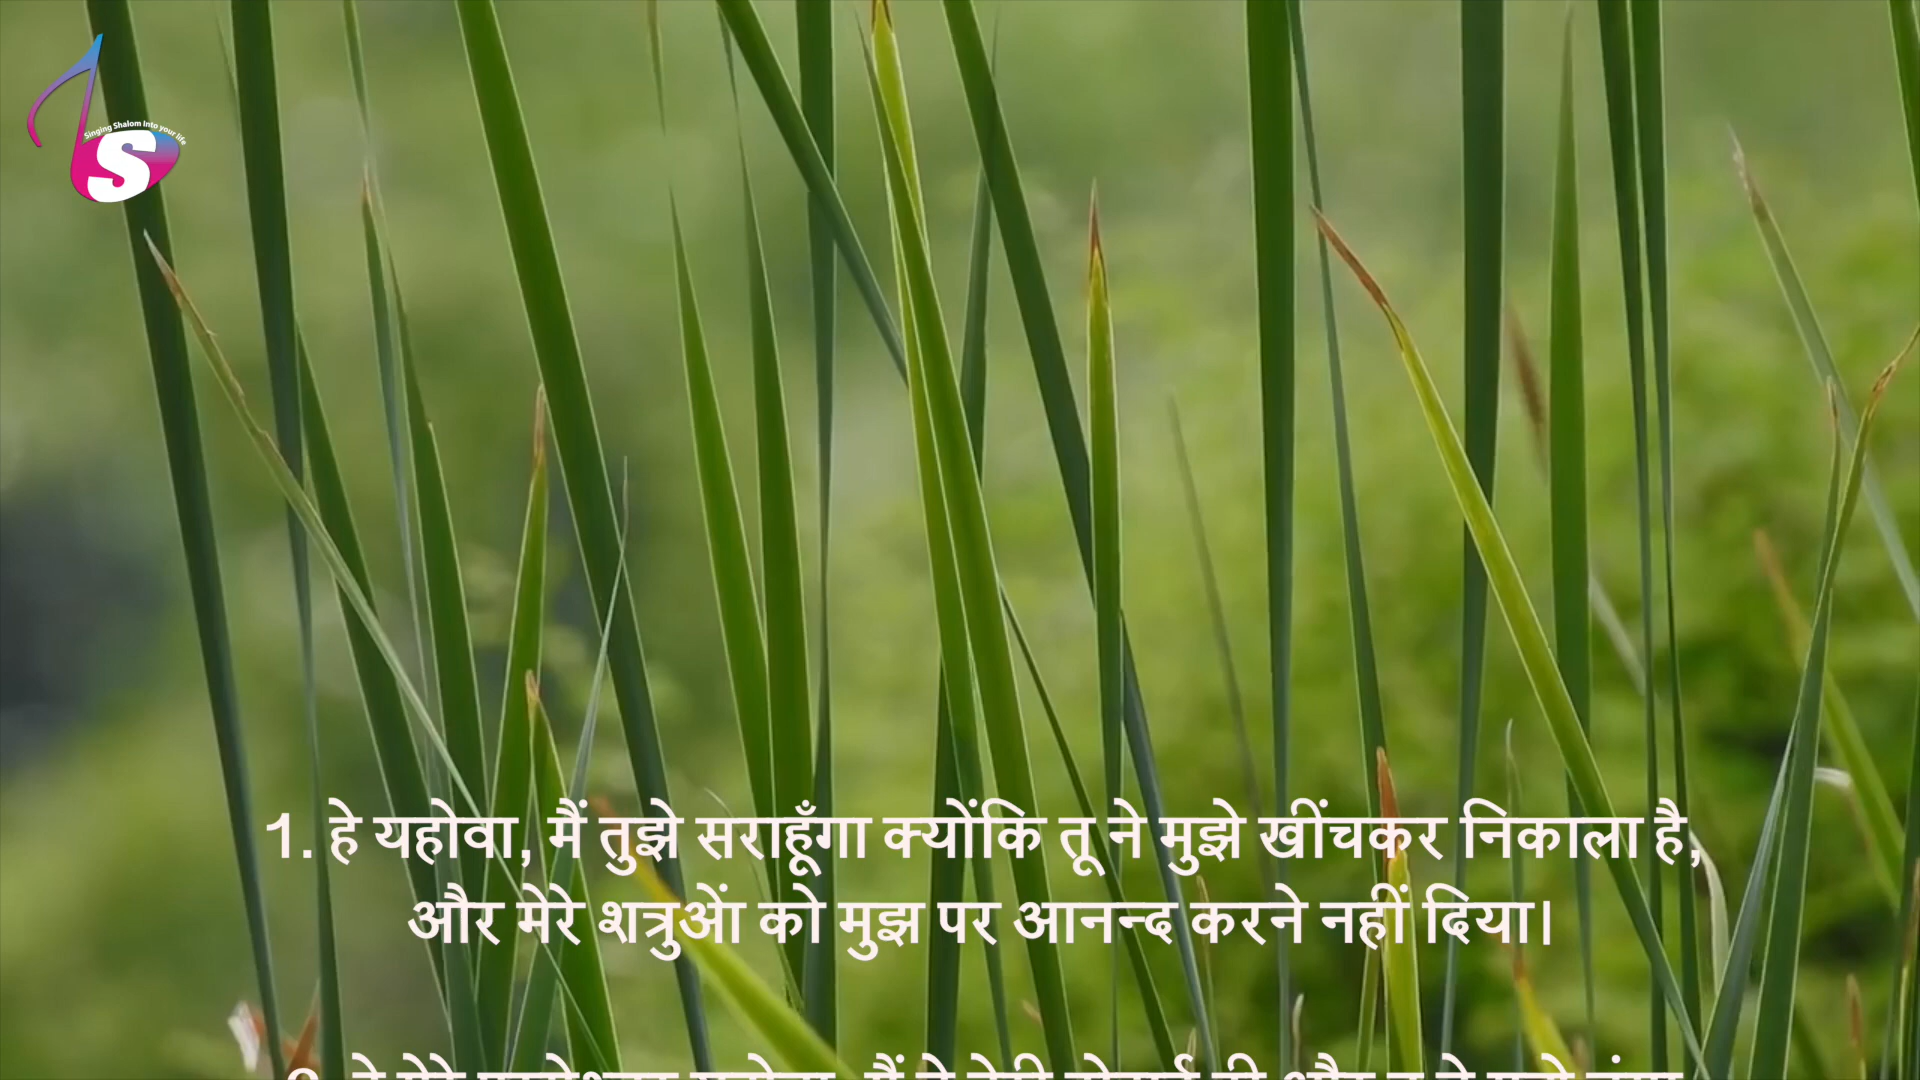 Singing Shalom Into your life
S
1. हे यहोवा, मैं तुझे सराहूँगा क्योंकि तू ने मुझे खींचकर निकाला है,
और मेरे शत्रुओं को मुझ पर आनन्द करने नहीं दिया।